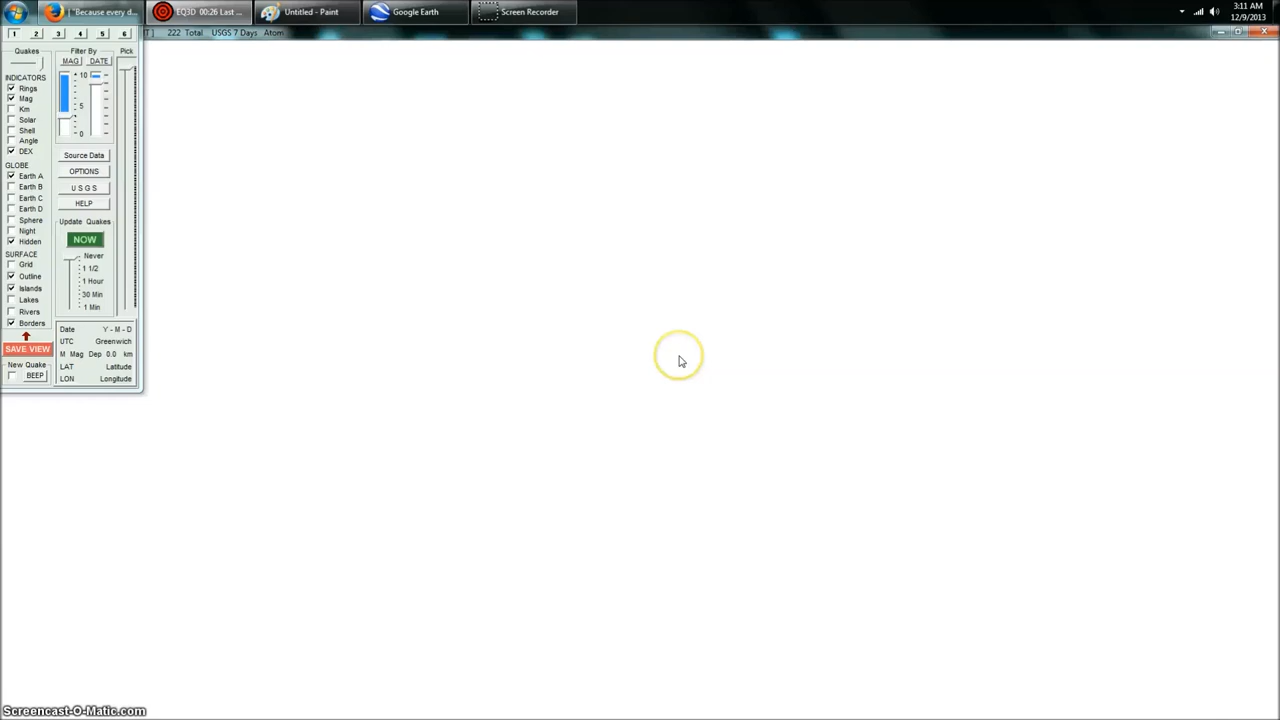 "Because every d...
EQ3D 00:26 Last ...
Untitled - Paint
Google Earth
Screen Recorder
3:11 AM
12/9/2013
T ] 222 Total USGS 7 Days Atom
1 2 3 4 5 6
Quakes
Filter By
Pick
MAG DATE
10
5
0
INDICATORS
Rings
Mag
Km
Solar
Shell
Angle
DEX
GLOBE
Earth A
Earth B
Earth C
Earth D
Sphere
Night
Hidden
SURFACE
Grid
Outline
Islands
Lakes
Rivers
Borders
SAVE VIEW
New Quake
BEEP
Source Data
OPTIONS
U S G S
HELP
Update Quakes
NOW
Never
1 1/2
1 Hour
30 Min
1 Min
Date Y - M - D
UTC Greenwich
M Mag Dep 0.0 km
LAT Latitude
LON Longitude
Screencast-O-Matic.com